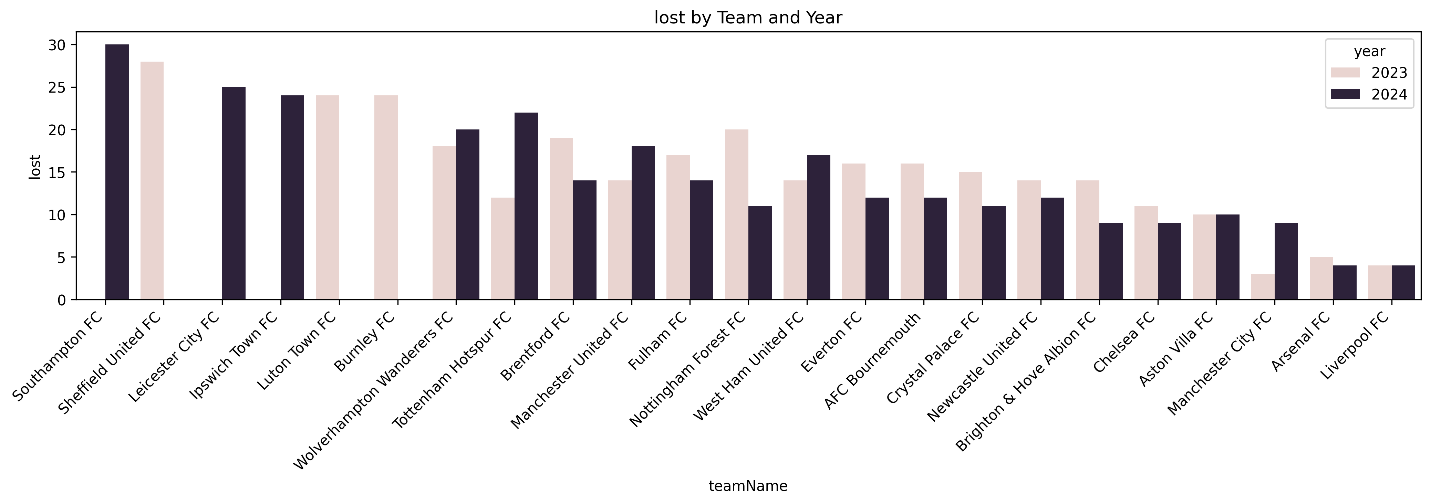 lost by Team and Year
year
2023
2024
lost
30
25
20
15
10
5
0
Southampton FC
Sheffield United FC
Leicester City FC
Ipswich Town FC
Luton Town FC
Burnley FC
Wolverhampton Wanderers FC
Tottenham Hotspur FC
Brentford FC
Manchester United FC
Fulham FC
Nottingham Forest FC
West Ham United FC
Everton FC
AFC Bournemouth
Crystal Palace FC
Newcastle United FC
Brighton & Hove Albion FC
Chelsea FC
Aston Villa FC
Manchester City FC
Arsenal FC
Liverpool FC
teamName